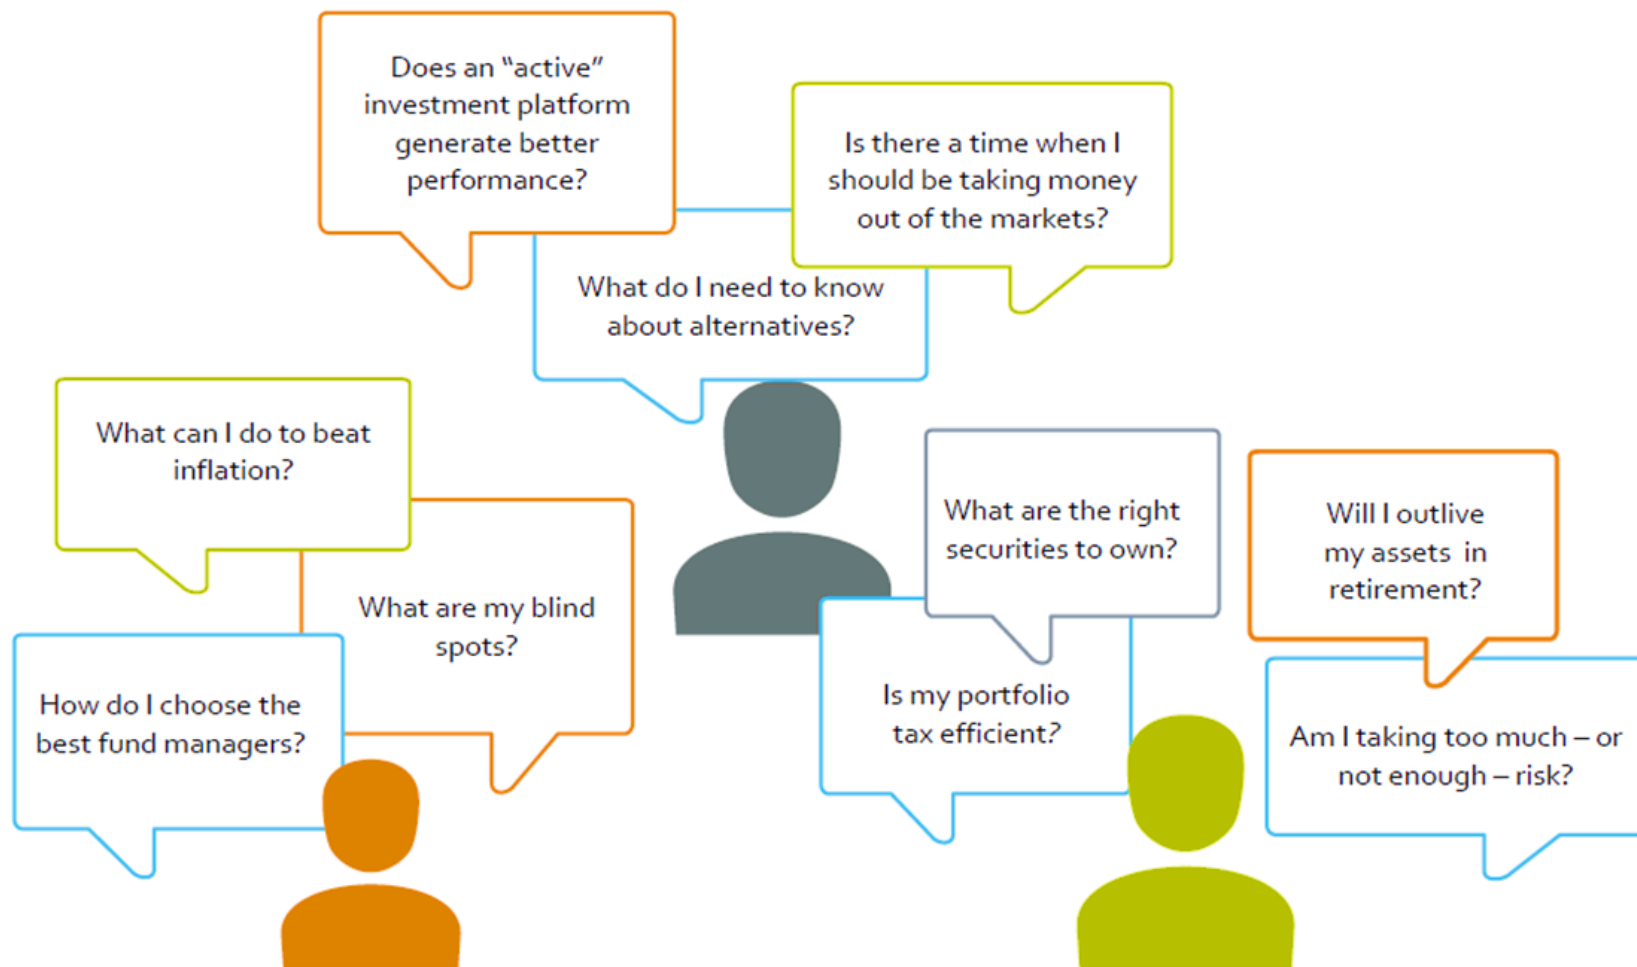 Does an “active”
investment platform
generate better
performance?
Is there a time when I
should be taking money
out of the markets?
What do I need to know
about alternatives?
What can I do to beat
inflation?
What are my blind
spots?
How do I choose the
best fund managers?
What are the right
securities to own?
Is my portfolio
tax efficient?
Will I outlive
my assets in
retirement?
Am I taking too much – or
not enough – risk?